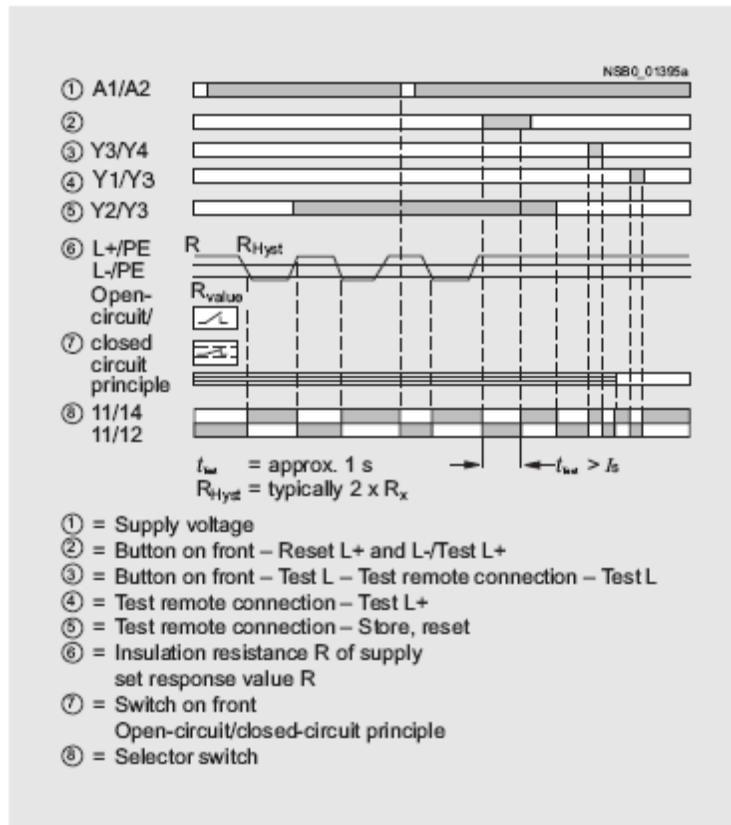 NSB0_01395a
① A1/A2
②
③ Y3/Y4
④ Y1/Y3
⑤ Y2/Y3
⑥ L+/PE R RHyst
L-/PE
Open- Rvalue
circuit/
⑦ closed
circuit
principle
⑧ 11/14
11/12
ttest = approx. 1 s ttest > Is
RHyst = typically 2 x Rx
① = Supply voltage
② = Button on front – Reset L+ and L-/Test L+
③ = Button on front – Test L – Test remote connection – Test L
④ = Test remote connection – Test L+
⑤ = Test remote connection – Store, reset
⑥ = Insulation resistance R of supply
set response value R
⑦ = Switch on front
Open-circuit/closed-circuit principle
⑧ = Selector switch